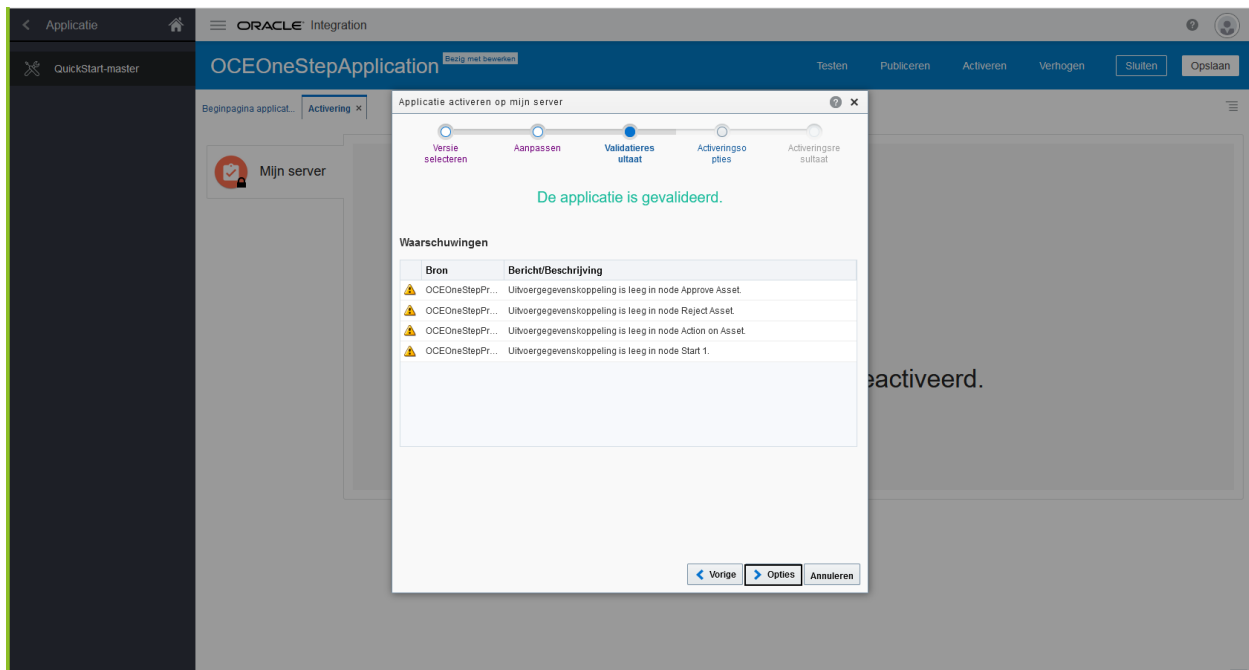 Applicatie
ORACLE Integration
QuickStart-master
OCEOneStepApplication
Bezig met bewerken
Testen
Publiceren
Activeren
Verhogen
Sluiten
Opslaan
Beginpagina applicat...
Activering ×
Mijn server
Applicatie activeren op mijn server
Versie
selecteren
Aanpassen
Validatieres
ultaat
Activeringso
pties
Activeringsre
sultaat
De applicatie is gevalideerd.
Waarschuwingen
Bron Bericht/Beschrijving
OCEOneStepPr... Uitvoergegevenskoppeling is leeg in node Approve Asset.
OCEOneStepPr... Uitvoergegevenskoppeling is leeg in node Reject Asset.
OCEOneStepPr... Uitvoergegevenskoppeling is leeg in node Action on Asset.
OCEOneStepPr... Uitvoergegevenskoppeling is leeg in node Start 1.
eactiveerd.
Vorige
Opties
Annuleren